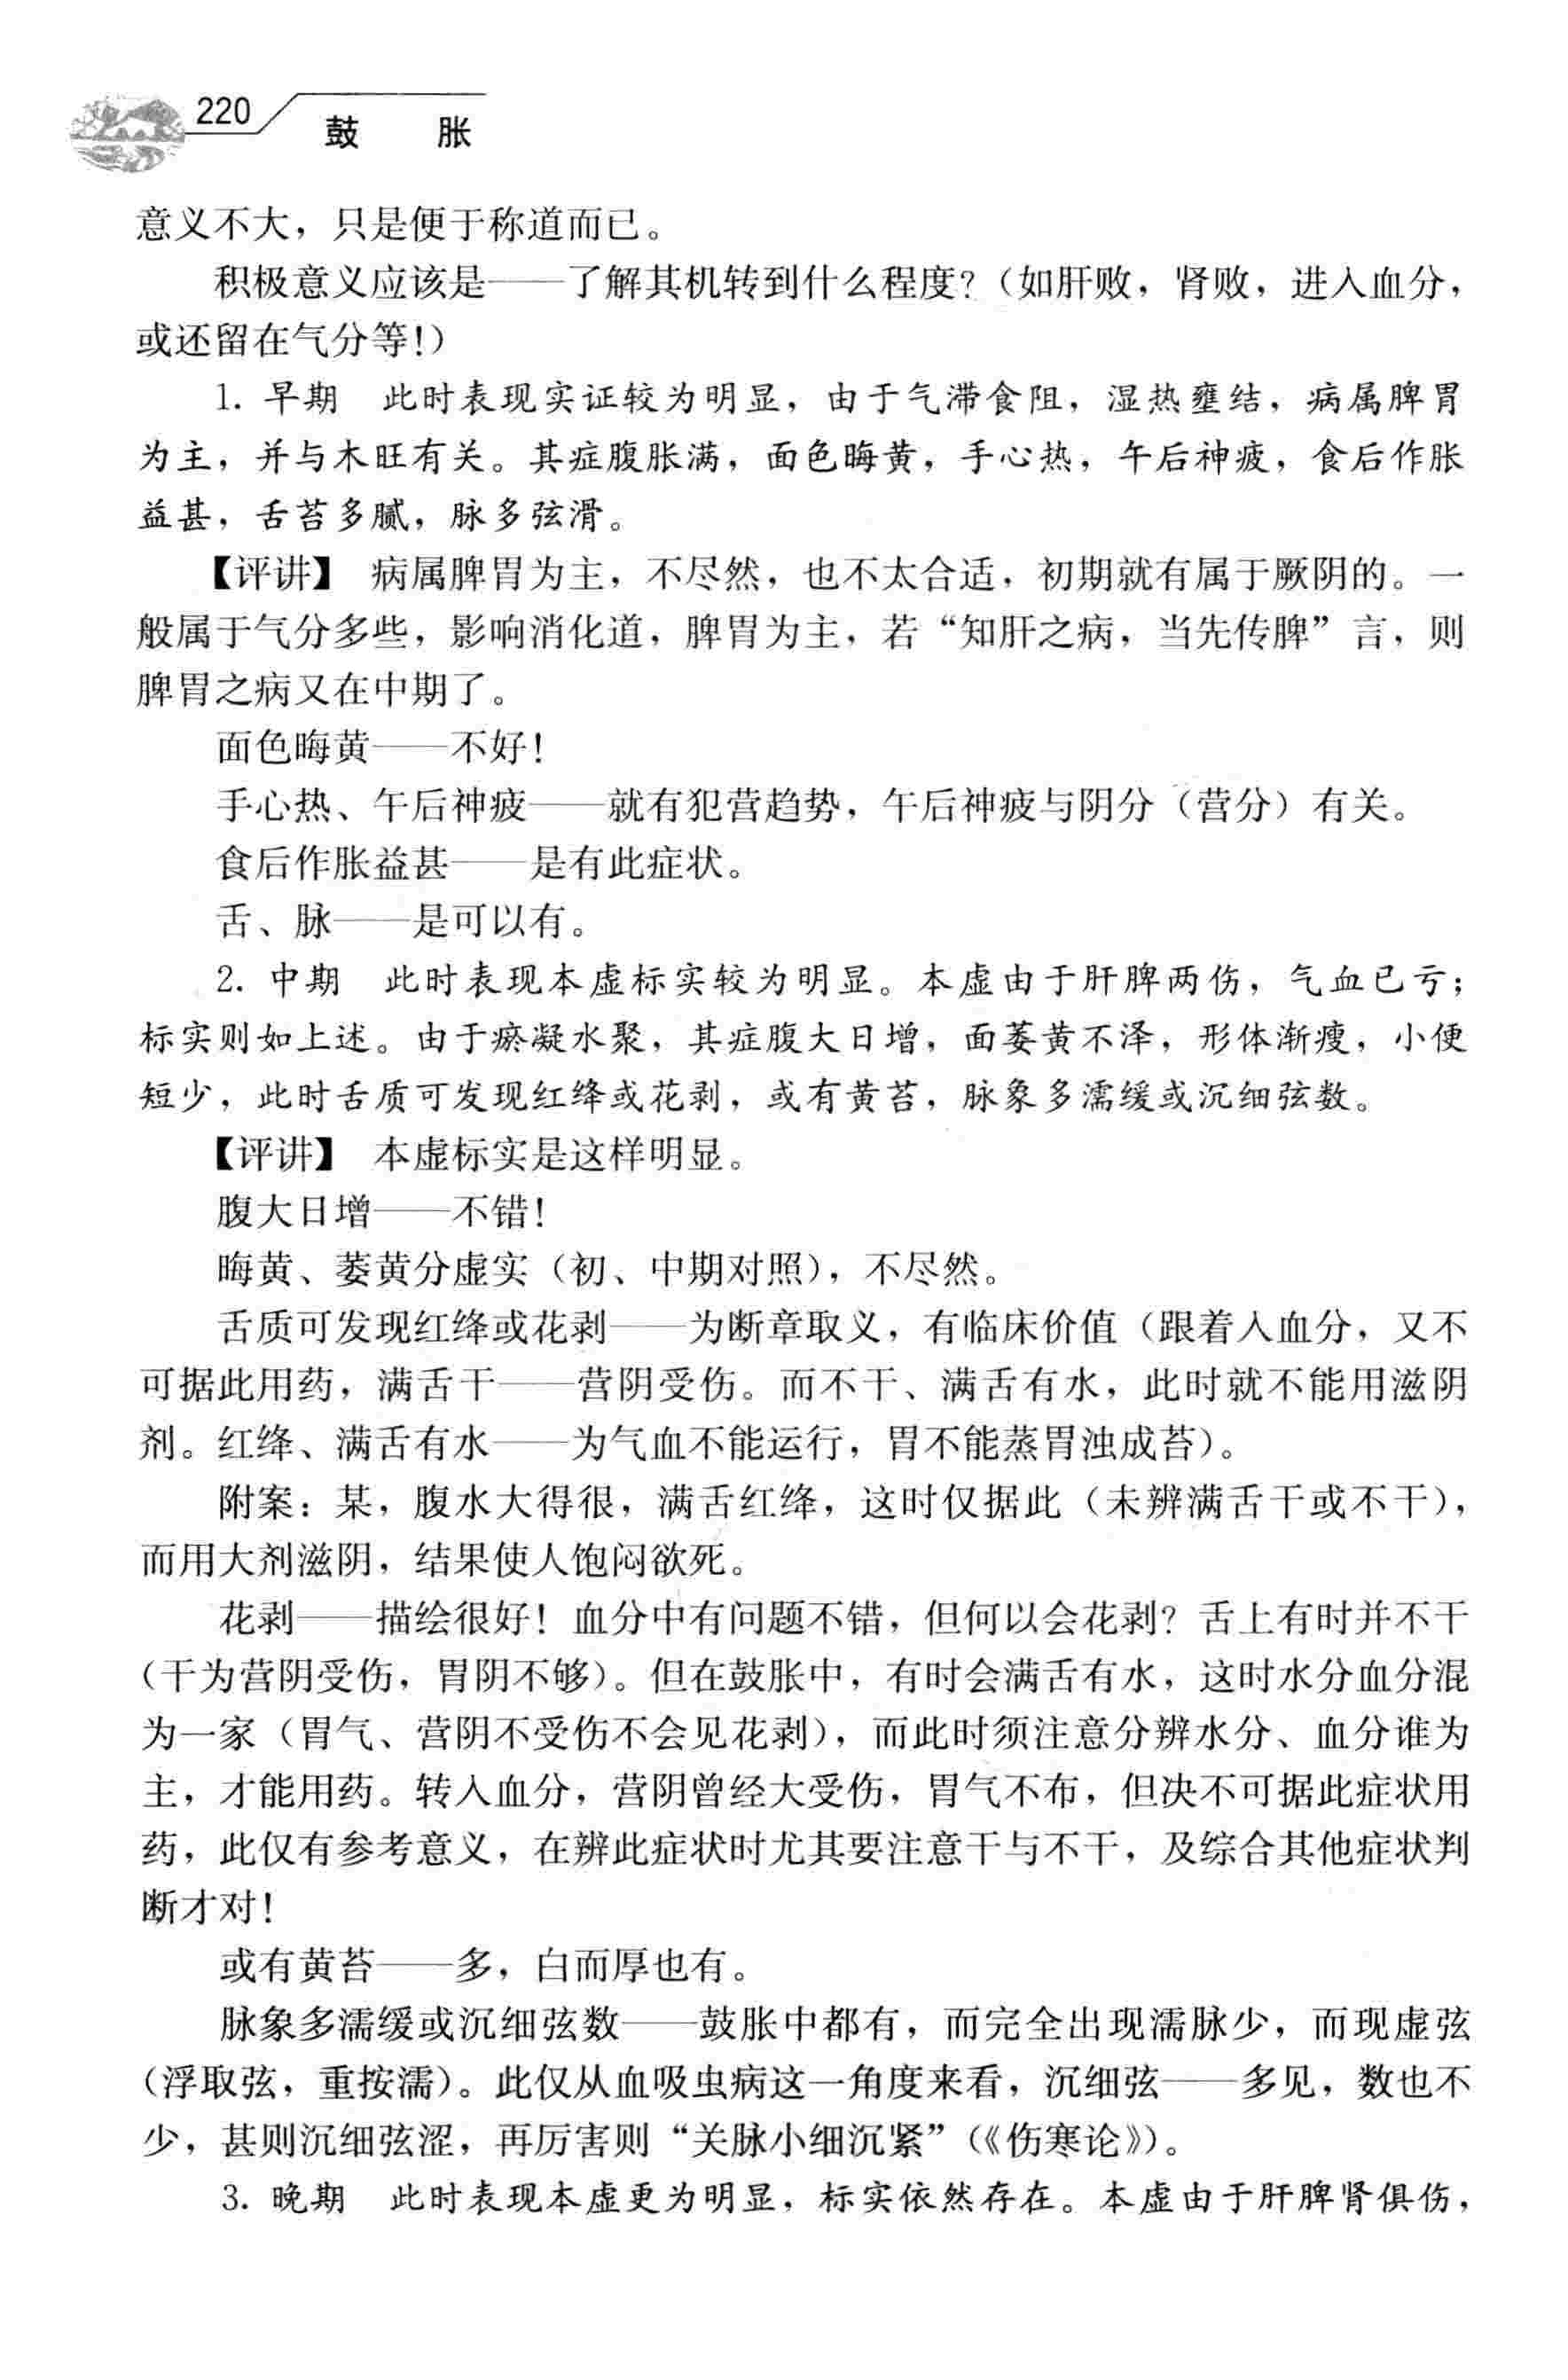 220
鼓 胀
意义不大，只是便于称道而已。
积极意义应该是——了解其机转到什么程度？（如肝败，肾败，进入血分，
或还留在气分等！）
1. 早期 此时表现实证较为明显，由于气滞食阻，湿热壅结，病属脾胃
为主，并与木旺有关。其症腹胀满，面色晦黄，手心热，午后神疲，食后作胀
益甚，舌苔多腻，脉多弦滑。
【评讲】 病属脾胃为主，不尽然，也不太合适，初期就有属于厥阴的。一
般属于气分多些，影响消化道，脾胃为主，若“知肝之病，当先传脾”言，则
脾胃之病又在中期了。
面色晦黄——不好！
手心热、午后神疲——就有犯营趋势，午后神疲与阴分（营分）有关。
食后作胀益甚——是有此症状。
舌、脉——是可以有。
2. 中期 此时表现本虚标实较为明显。本虚由于肝脾两伤，气血已亏；
标实则如上述。由于瘀凝水聚，其症腹大日增，面萎黄不泽，形体渐瘦，小便
短少，此时舌质可发现红绛或花剥，或有黄苔，脉象多濡缓或沉细弦数。
【评讲】 本虚标实是这样明显。
腹大日增——不错！
晦黄、萎黄分虚实（初、中期对照），不尽然。
舌质可发现红绛或花剥——为断章取义，有临床价值（跟着入血分，又不
可据此用药，满舌干——营阴受伤。而不干、满舌有水，此时就不能用滋阴
剂。红绛、满舌有水——为气血不能运行，胃不能蒸胃浊成苔）。
附案：某，腹水大得很，满舌红绛，这时仅据此（未辨满舌干或不干），
而用大剂滋阴，结果使人饱闷欲死。
花剥——描绘很好！血分中有问题不错，但何以会花剥？舌上有时并不干
（干为营阴受伤，胃阴不够）。但在鼓胀中，有时会满舌有水，这时水分血分混
为一家（胃气、营阴不受伤不会见花剥），而此时须注意分辨水分、血分谁为
主，才能用药。转入血分，营阴曾经大受伤，胃气不布，但决不可据此症状用
药，此仅有参考意义，在辨此症状时尤其要注意干与不干，及综合其他症状判
断才对！
或有黄苔——多，白而厚也有。
脉象多濡缓或沉细弦数——鼓胀中都有，而完全出现濡脉少，而现虚弦
（浮取弦，重按濡）。此仅从血吸虫病这一角度来看，沉细弦——多见，数也不
少，甚则沉细弦涩，再厉害则“关脉小细沉紧”（《伤寒论》）。
3. 晚期 此时表现本虚更为明显，标实依然存在。本虚由于肝脾肾俱伤，